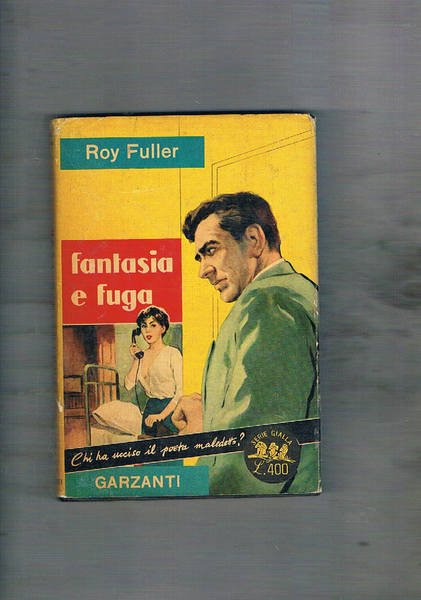 Roy Fuller
fantasia
e fuga
Chi ha ucciso il poeta maledetto?
SERIE GIALLA
L. 400
GARZANTI